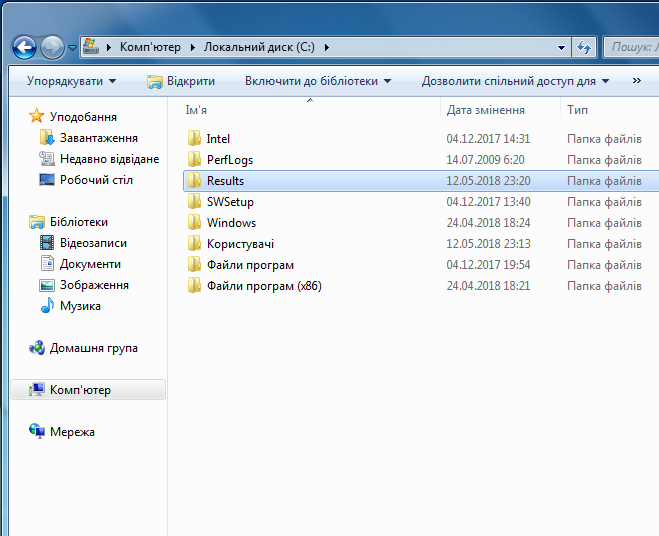 Комп'ютер Локальний диск (C:) Пошук: Л
Упорядкувати Відкрити Включити до бібліотеки Дозволити спільний доступ для »
Уподобання
Завантаження
Недавно відвідане
Робочий стіл
Бібліотеки
Відеозаписи
Документи
Зображення
Музика
Домашня група
Комп'ютер
Мережа
Ім'я Дата змінення Тип
Intel 04.12.2017 14:31 Папка файлів
PerfLogs 14.07.2009 6:20 Папка файлів
Results 12.05.2018 23:20 Папка файлів
SWSetup 04.12.2017 13:40 Папка файлів
Windows 24.04.2018 18:24 Папка файлів
Користувачі 12.05.2018 23:13 Папка файлів
Файли програм 04.12.2017 19:54 Папка файлів
Файли програм (x86) 24.04.2018 18:21 Папка файлів